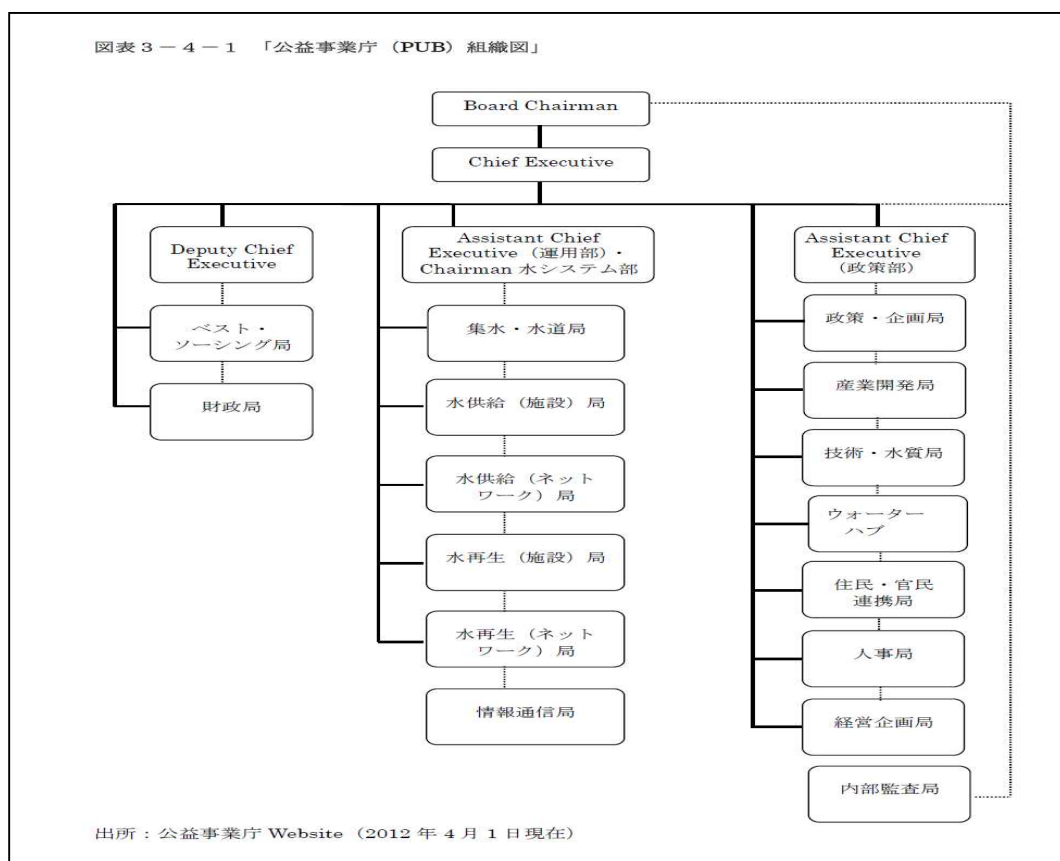 図表３－４－１　「公益事業庁（PUB）組織図」
Board Chairman
Chief Executive
Deputy Chief
Executive
ベスト・
ソーシング局
財政局
Assistant Chief
Executive（運用部）・
Chairman 水システム部
集水・水道局
水供給（施設）局
水供給（ネット
ワーク）局
水再生（施設）局
水再生（ネット
ワーク）局
情報通信局
Assistant Chief
Executive
（政策部）
政策・企画局
産業開発局
技術・水質局
ウォーター
ハブ
住民・官民
連携局
人事局
経営企画局
内部監査局
出所：公益事業庁 Website（2012 年 4 月 1 日現在）